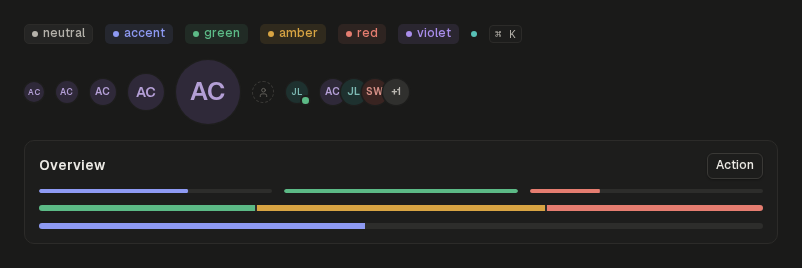 neutral accent green amber red violet ⌘ K
AC AC AC AC AC JL AC JL SW +1
Overview Action